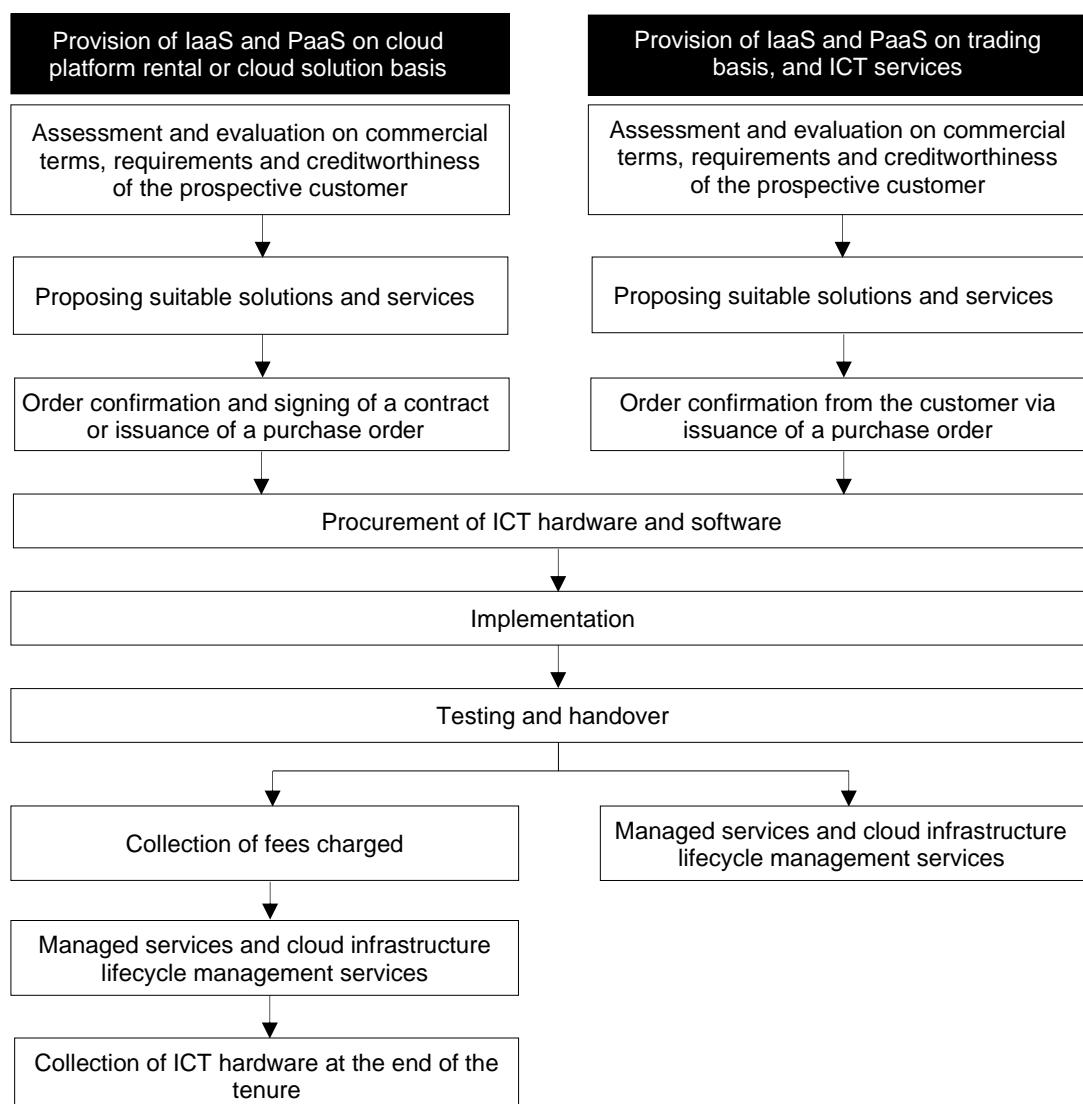 Provision of IaaS and PaaS on cloud
platform rental or cloud solution basis
Provision of IaaS and PaaS on trading
basis, and ICT services
Assessment and evaluation on commercial
terms, requirements and creditworthiness
of the prospective customer
Assessment and evaluation on commercial
terms, requirements and creditworthiness
of the prospective customer
Proposing suitable solutions and services
Proposing suitable solutions and services
Order confirmation and signing of a contract
or issuance of a purchase order
Order confirmation from the customer via
issuance of a purchase order
Procurement of ICT hardware and software
Implementation
Testing and handover
Collection of fees charged
Managed services and cloud infrastructure
lifecycle management services
Managed services and cloud infrastructure
lifecycle management services
Collection of ICT hardware at the end of the
tenure